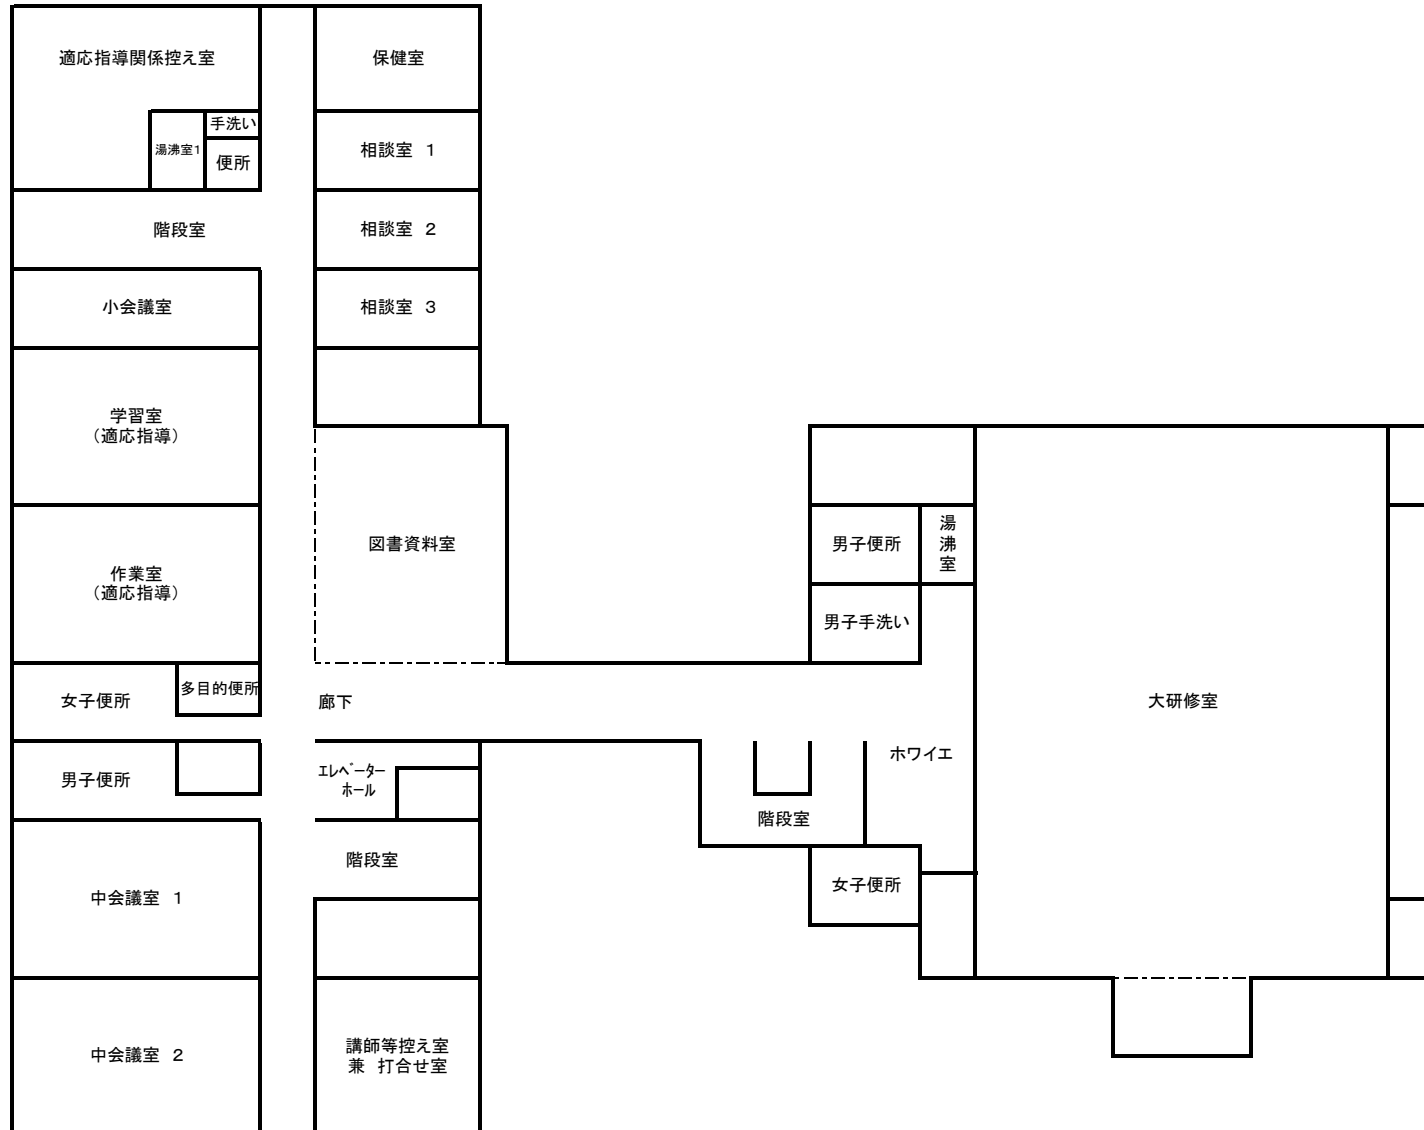 適応指導関係控え室
保健室
手洗い
湯沸室1
便所
相談室 1
階段室
相談室 2
小会議室
相談室 3
学習室
（適応指導）
図書資料室
作業室
（適応指導）
男子便所
湯
沸
室
男子手洗い
女子便所
多目的便所
廊下
大研修室
男子便所
エレベーター
ホール
ホワイエ
階段室
階段室
女子便所
中会議室 1
中会議室 2
講師等控え室
兼 打合せ室